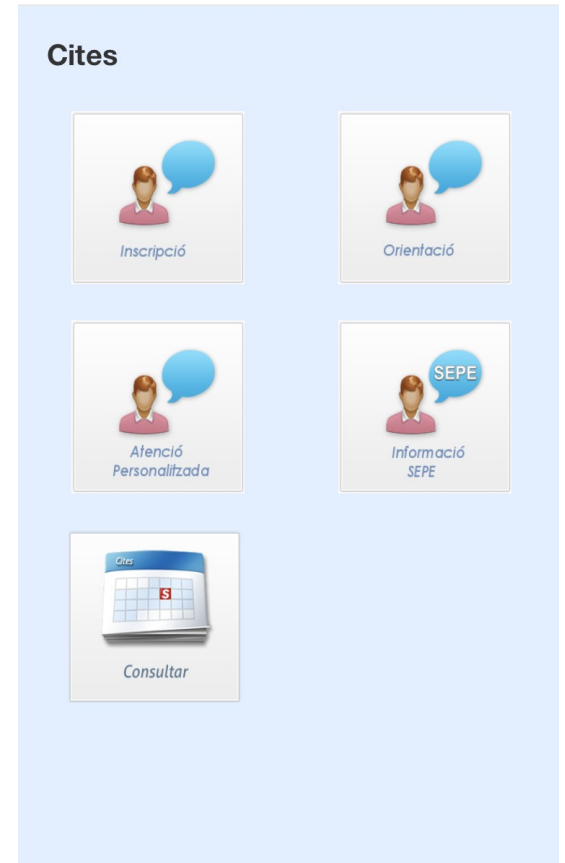 Cites
Inscripció
Orientació
Atenció
Personalitzada
SEPE
Informació
SEPE
Cites
S
Consultar